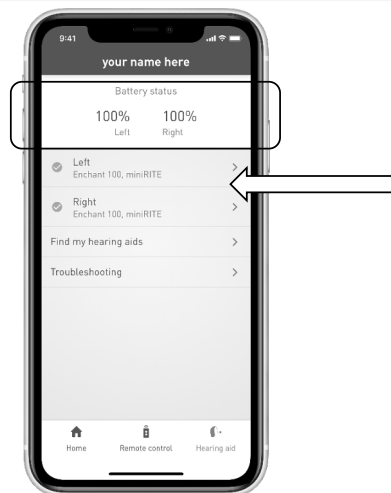 9:41
your name here
Battery status
100% 100%
Left Right
Left
Enchant 100, miniRITE
Right
Enchant 100, miniRITE
Find my hearing aids
Troubleshooting
Home Remote control Hearing aid